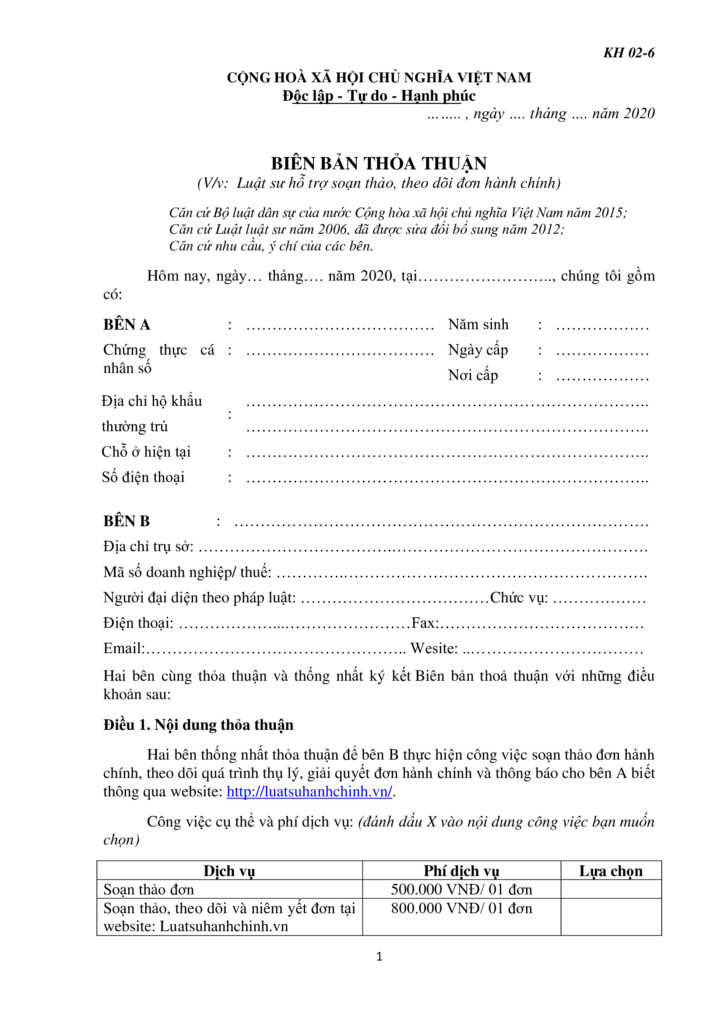 KH 02-6
CỘNG HOÀ XÃ HỘI CHỦ NGHĨA VIỆT NAM
Độc lập - Tự do - Hạnh phúc
…….. , ngày …. tháng …. năm 2020
BIÊN BẢN THỎA THUẬN
(V/v: Luật sư hỗ trợ soạn thảo, theo dõi đơn hành chính)
Căn cứ Bộ luật dân sự của nước Cộng hòa xã hội chủ nghĩa Việt Nam năm 2015;
Căn cứ Luật luật sư năm 2006, đã được sửa đổi bổ sung năm 2012;
Căn cứ nhu cầu, ý chí của các bên.
Hôm nay, ngày… tháng…. năm 2020, tại…………………….., chúng tôi gồm
có:
BÊN A : ……………………………… Năm sinh : ………………
Chứng thực cá : ……………………………… Ngày cấp : ………………
nhân số Nơi cấp : ………………
Địa chỉ hộ khẩu …………………………………………………………………..
thường trú : …………………………………………………………………..
Chỗ ở hiện tại : …………………………………………………………………..
Số điện thoại : …………………………………………………………………..
BÊN B : …………………………………………………………………….
Địa chỉ trụ sở: ……………………………….………………………………………….
Mã số doanh nghiệp/ thuế: ………….………………………………………………….
Người đại diện theo pháp luật: ………………………………Chức vụ: ………………
Điện thoại: ………………...……………………Fax:…………………………………
Email:………………………………………….. Wesite: ...……………………………
Hai bên cùng thỏa thuận và thống nhất ký kết Biên bản thoả thuận với những điều
khoản sau:
Điều 1. Nội dung thỏa thuận
Hai bên thống nhất thỏa thuận để bên B thực hiện công việc soạn thảo đơn hành
chính, theo dõi quá trình thụ lý, giải quyết đơn hành chính và thông báo cho bên A biết
thông qua website: http://luatsuhanhchinh.vn/.
Công việc cụ thể và phí dịch vụ: (đánh dấu X vào nội dung công việc bạn muốn
chọn)
Dịch vụ Phí dịch vụ Lựa chọn
Soạn thảo đơn 500.000 VNĐ/ 01 đơn
Soạn thảo, theo dõi và niêm yết đơn tại 800.000 VNĐ/ 01 đơn
website: Luatsuhanhchinh.vn
1